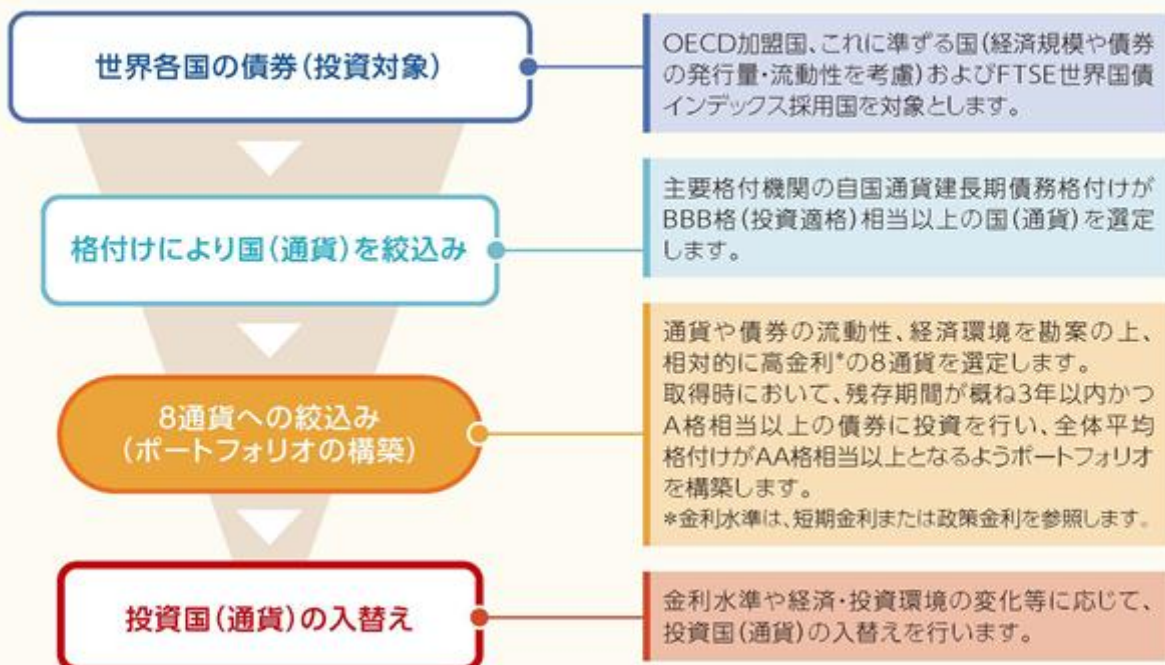 世界各国の債券(投資対象)
OECD加盟国、これに準ずる国(経済規模や債券
の発行量・流動性を考慮)およびFTSE世界国債
インデックス採用国を対象とします。
格付けにより国(通貨)を絞込み
主要格付機関の自国通貨建長期債務格付けが
BBB格(投資適格)相当以上の国(通貨)を選定
します。
8通貨への絞込み
(ポートフォリオの構築)
通貨や債券の流動性、経済環境を勘案の上、
相対的に高金利*の8通貨を選定します。
取得時において、残存期間が概ね3年以内かつ
A格相当以上の債券に投資を行い、全体平均
格付けがAA格相当以上となるようポートフォリオ
を構築します。
*金利水準は、短期金利または政策金利を参照します。
投資国(通貨)の入替え
金利水準や経済・投資環境の変化等に応じて、
投資国(通貨)の入替えを行います。